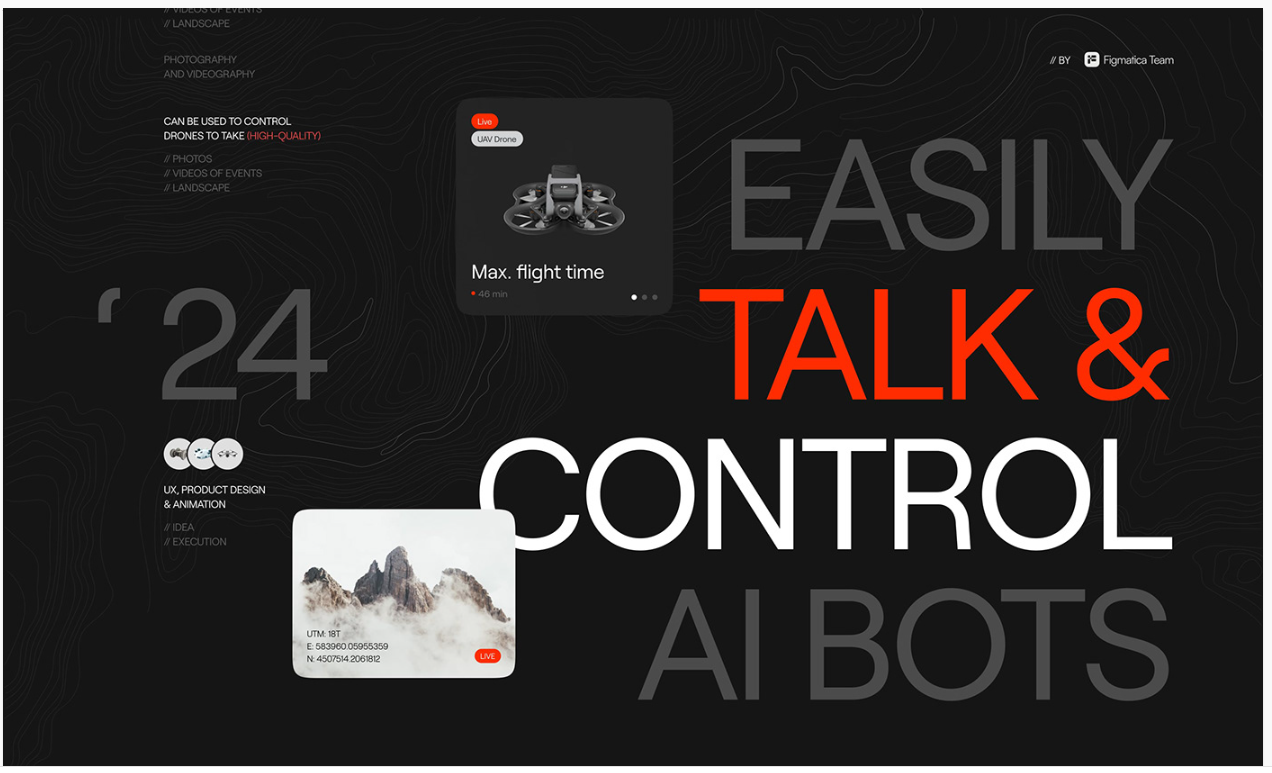 // VIDEOS OF EVENTS
// LANDSCAPE
PHOTOGRAPHY
AND VIDEOGRAPHY
CAN BE USED TO CONTROL
DRONES TO TAKE (HIGH-QUALITY)
// PHOTOS
// VIDEOS OF EVENTS
// LANDSCAPE
‘24
UX, PRODUCT DESIGN
& ANIMATION
// IDEA
// EXECUTION
// BY Figmatica Team
Live
UAV Drone
Max. flight time
46 min
EASILY
TALK &
CONTROL
AI BOTS
UTM: 18T
E: 583960.05955359
N: 4507514.2061812
LIVE